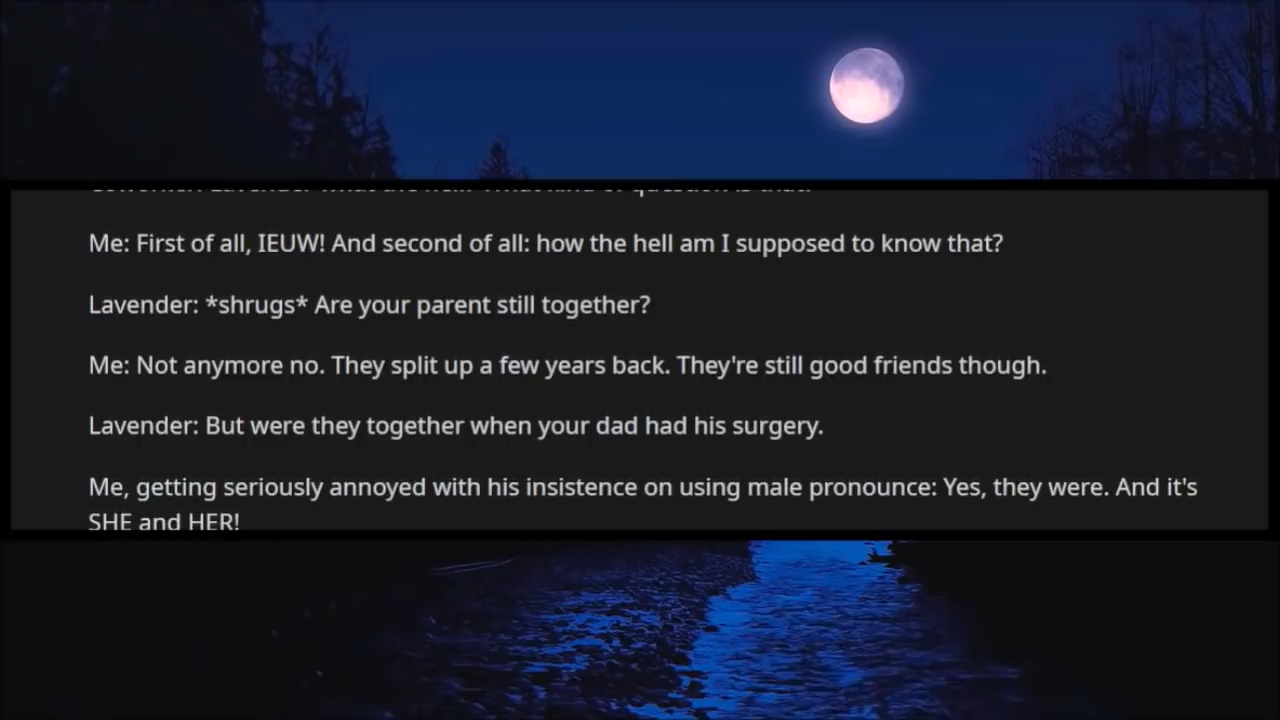 Me: First of all, IEUW! And second of all: how the hell am I supposed to know that?
Lavender: *shrugs* Are your parent still together?
Me: Not anymore no. They split up a few years back. They're still good friends though.
Lavender: But were they together when your dad had his surgery.
Me, getting seriously annoyed with his insistence on using male pronounce: Yes, they were. And it's
SHE and HER!